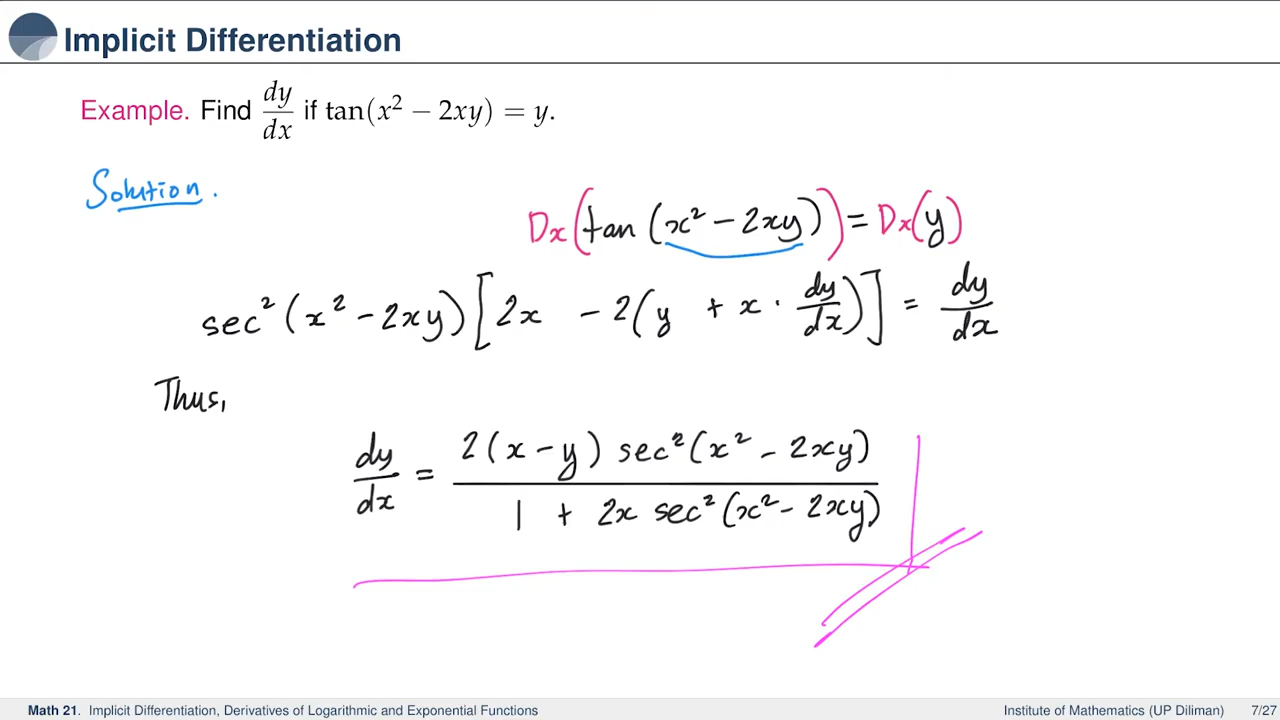 Implicit Differentiation
Example. Find dy/dx if tan(x² − 2xy) = y.
Solution.
Dx(tan(x² − 2xy)) = Dx(y)
sec²(x² − 2xy)[2x − 2(y + x · dy/dx)] = dy/dx
Thus,
dy/dx = 2(x − y) sec²(x² − 2xy) / 1 + 2x sec²(x² − 2xy)
Math 21. Implicit Differentiation, Derivatives of Logarithmic and Exponential Functions Institute of Mathematics (UP Diliman) 7/27